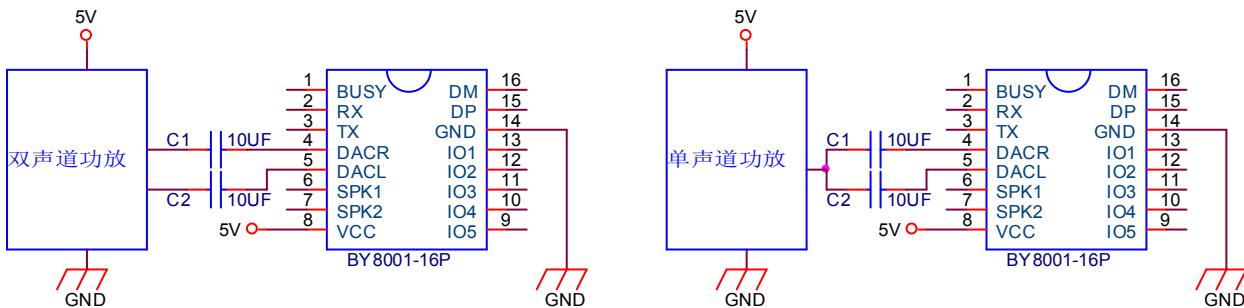 5V 5V
1 BUSY DM 16 1 BUSY DM 16
2 RX DP 15 2 RX DP 15
3 TX GND 14 3 TX GND 14
C1 10UF 4 DACR IO1 13 C1 10UF 4 DACR IO1 13
双声道功放 单声道功放
5 DACL IO2 12 5 DACL IO2 12
C2 10UF 6 SPK1 IO3 11 C2 10UF 6 SPK1 IO3 11
7 SPK2 IO4 10 7 SPK2 IO4 10
5V 8 VCC IO5 9 5V 8 VCC IO5 9
BY8001-16P BY8001-16P
GND GND GND GND